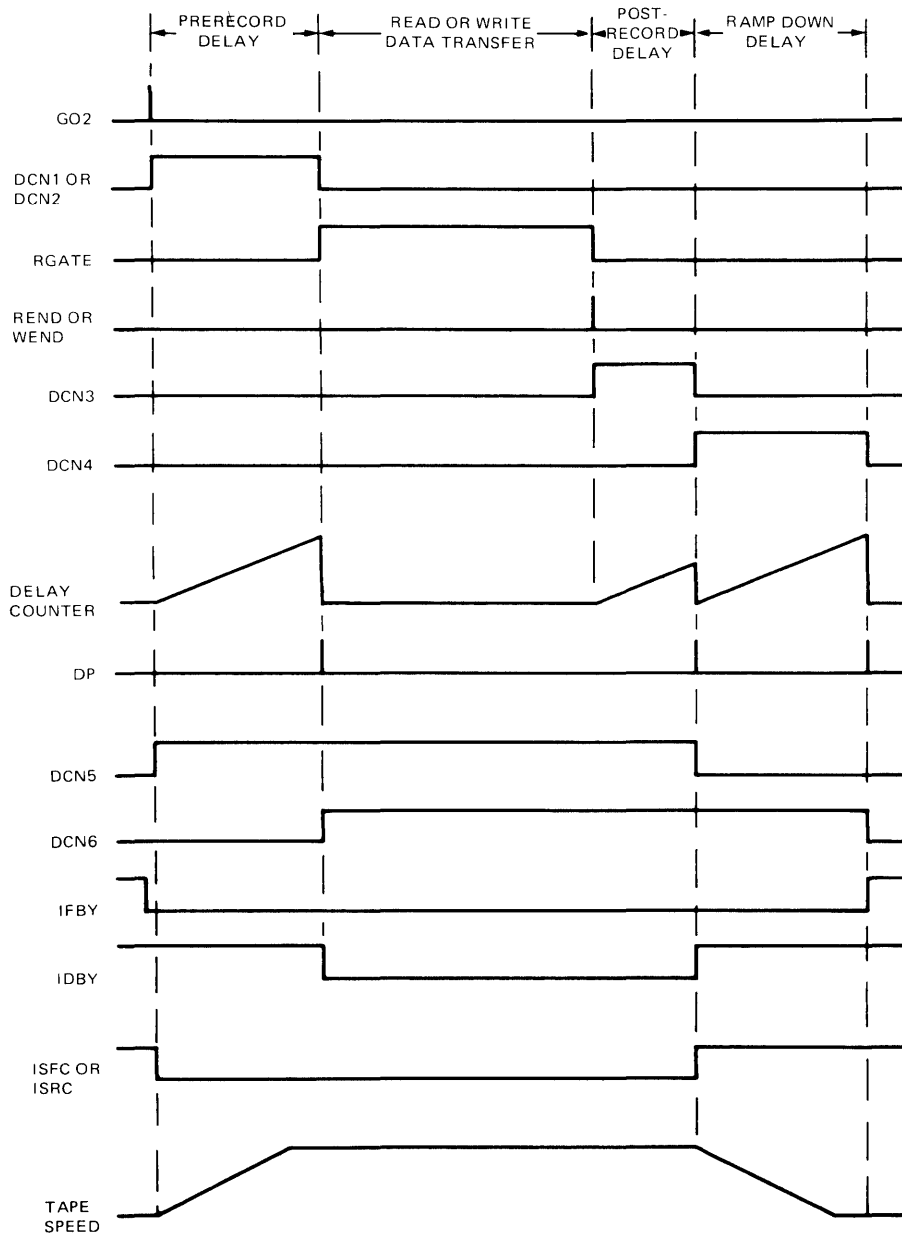 PRERECORD
DELAY
READ OR WRITE
DATA TRANSFER
POST-
RECORD
DELAY
RAMP DOWN
DELAY
GO2
DCN1 OR
DCN2
RGATE
REND OR
WEND
DCN3
DCN4
DELAY
COUNTER
DP
DCN5
DCN6
IFBY
IDBY
ISFC OR
ISRC
TAPE
SPEED